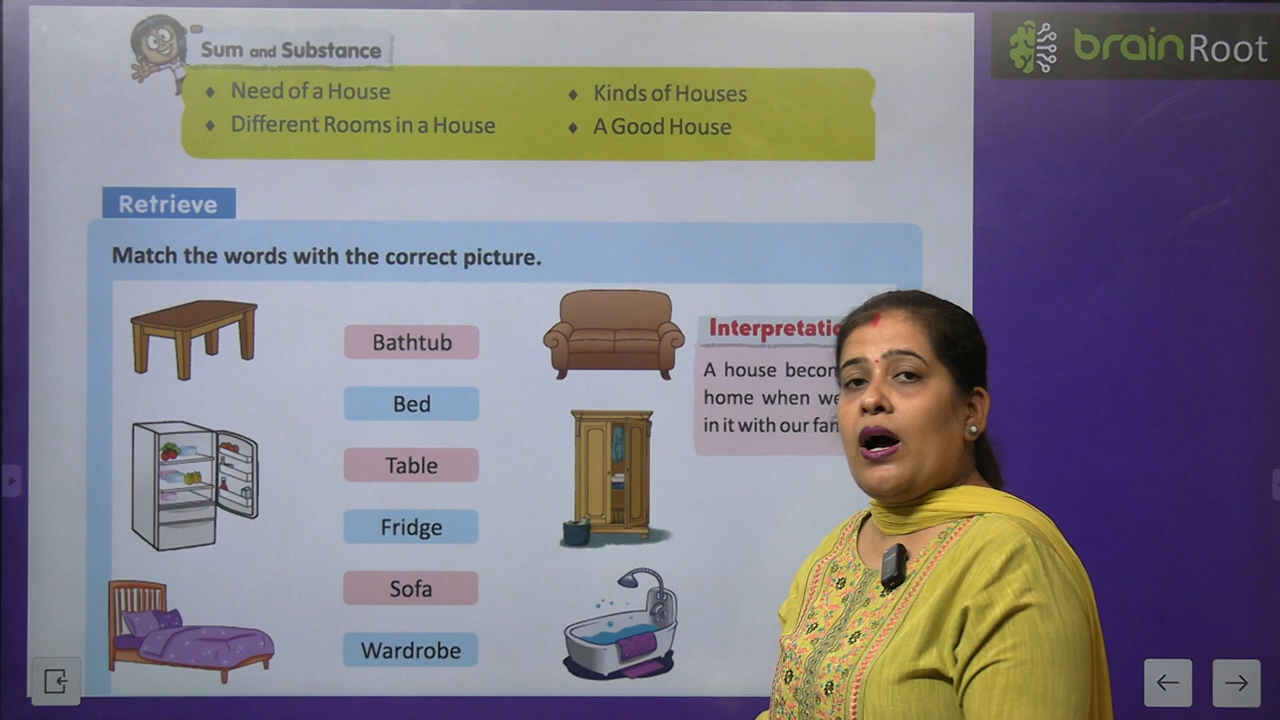 Sum and Substance
brainRoot
Need of a House
Kinds of Houses
Different Rooms in a House
A Good House
Retrieve
Match the words with the correct picture.
Bathtub
Bed
Table
Fridge
Sofa
Wardrobe
A house
home when we
in it with our